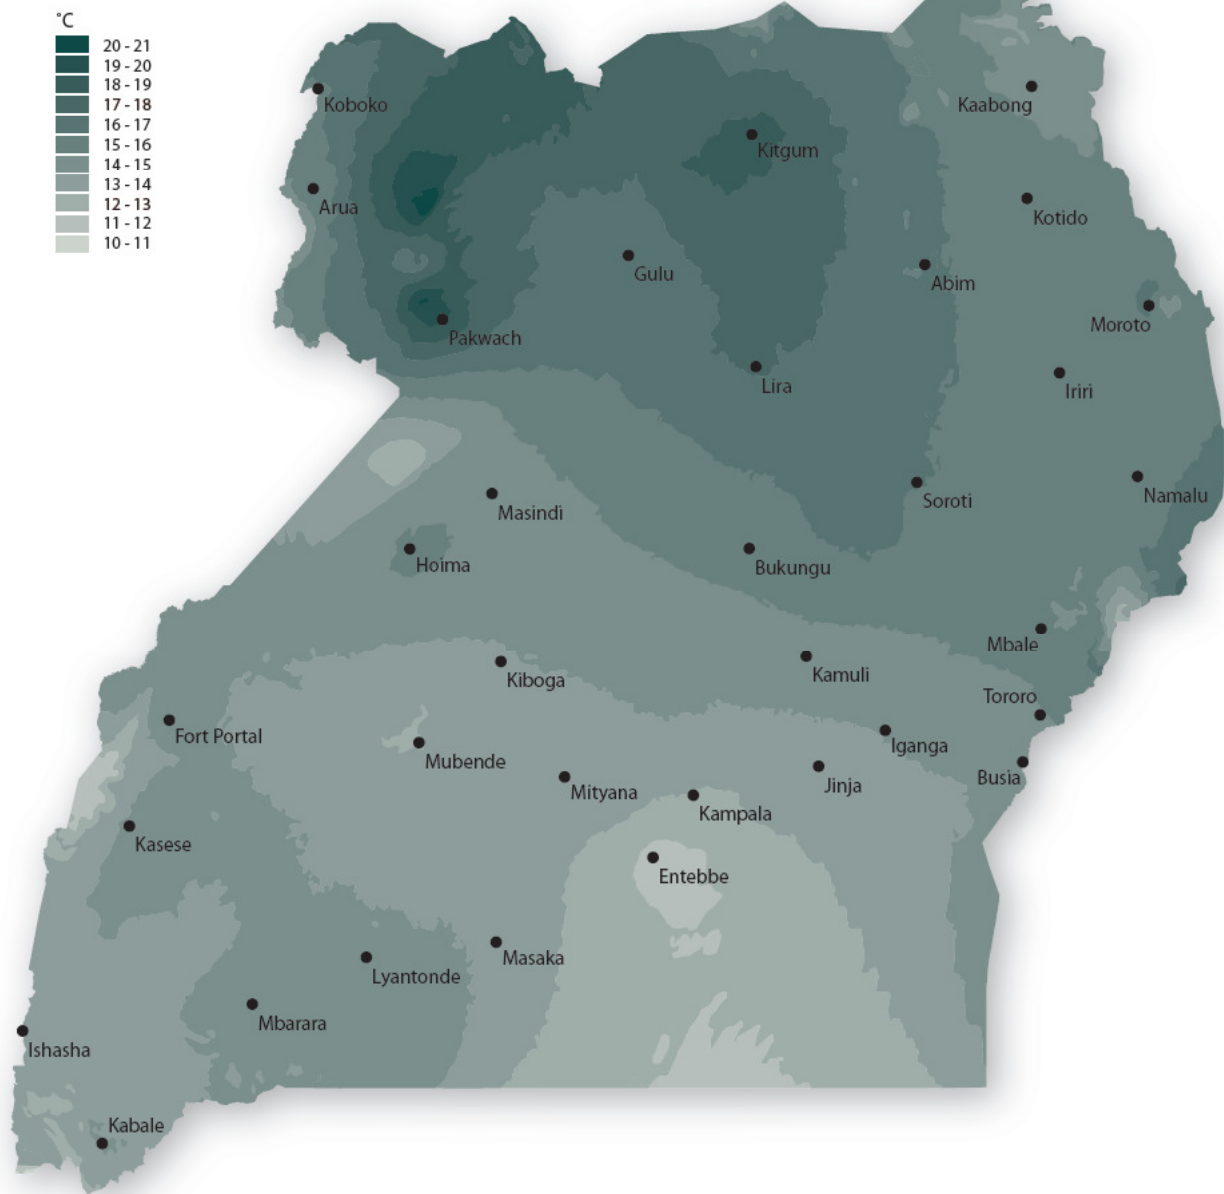 °C
20 - 21
19 - 20
18 - 19
17 - 18
16 - 17
15 - 16
14 - 15
13 - 14
12 - 13
11 - 12
10 - 11
Koboko
Kaabong
Kitgum
Arua
Kotido
Gulu
Abim
Moroto
Pakwach
Lira
Iriri
Masindi
Soroti
Namalu
Hoima
Bukungu
Mbale
Kiboga
Kamuli
Tororo
Fort Portal
Iganga
Mubende
Busia
Mityana
Jinja
Kampala
Kasese
Entebbe
Masaka
Lyantonde
Mbarara
Ishasha
Kabale